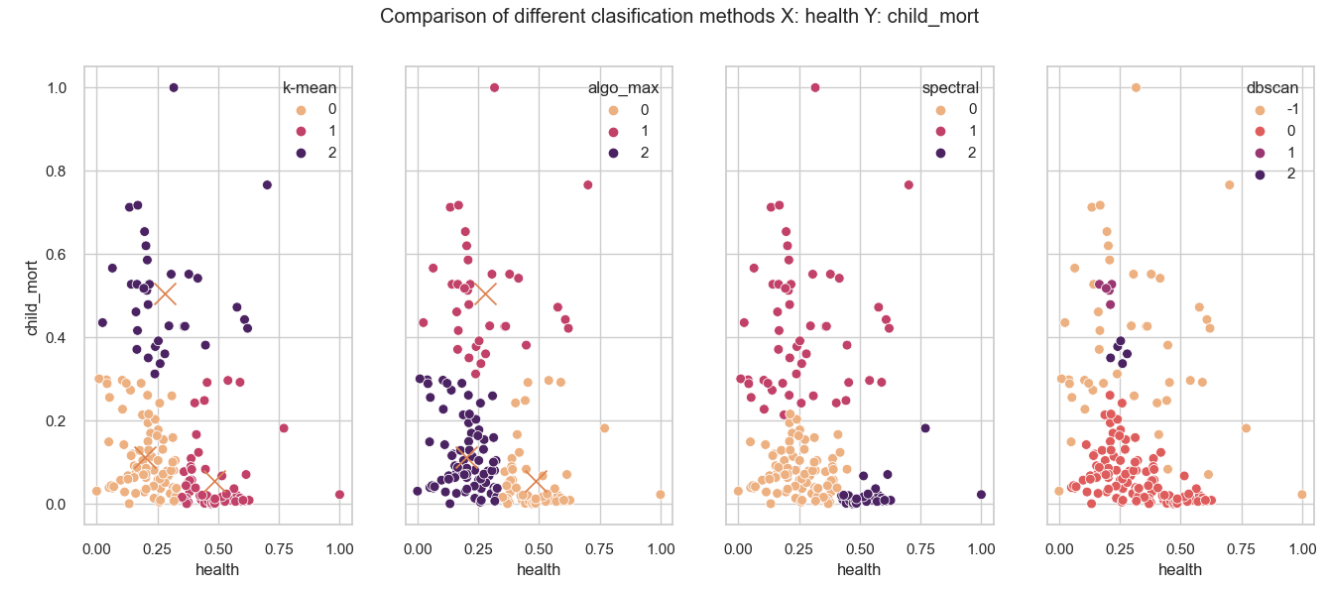 Comparison of different clasification methods X: health Y: child_mort
child_mort
1.0
0.8
0.6
0.4
0.2
0.0
k-mean
0
1
2
0.00 0.25 0.50 0.75 1.00
health
algo_max
0
1
2
0.00 0.25 0.50 0.75 1.00
health
spectral
0
1
2
0.00 0.25 0.50 0.75 1.00
health
dbscan
-1
0
1
2
0.00 0.25 0.50 0.75 1.00
health